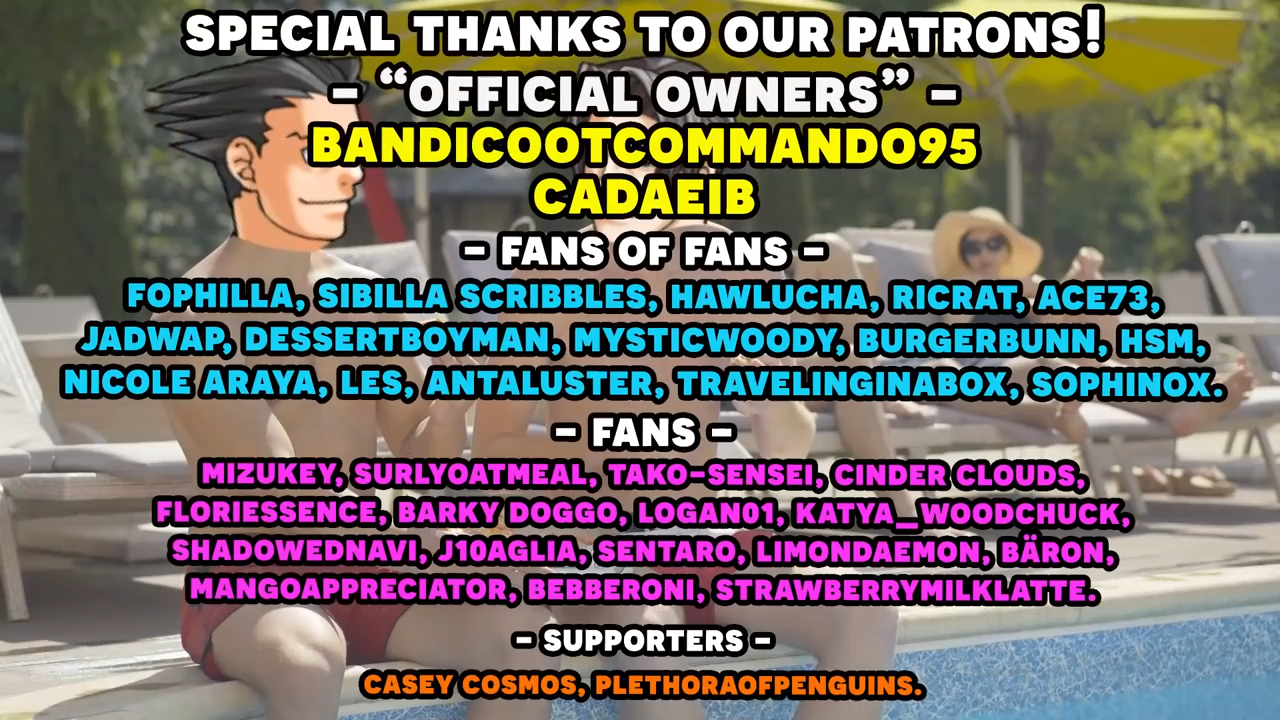 SPECIAL THANKS TO OUR PATRONS!
- “OFFICIAL OWNERS” -
BANDICOOTCOMMANDO95
CADAEIB
- FANS OF FANS -
FOPHILLA, SIBILLA SCRIBBLES, HAWLUCHA, RICRAT, ACE73,
JADWAP, DESSERTBOYMAN, MYSTICWOODY, BURGERBUNN, HSM,
NICOLE ARAYA, LES, ANTALUSTER, TRAVELINGINABOX, SOPHINOX.
- FANS -
MIZUKEY, SURLYOATMEAL, TAKO-SENSEI, CINDER CLOUDS,
FLORIESSENCE, BARKY DOGGO, LOGAN01, KATYA_WOODCHUCK,
SHADOWEDNAVI, J10AGLIA, SENTARO, LIMONDAEMON, BÄRON,
MANGOAPPRECIATOR, BEBBERONI, STRAWBERRYMILKLATTE.
- SUPPORTERS -
CASEY COSMOS, PLETHORAOFPENGUINS.